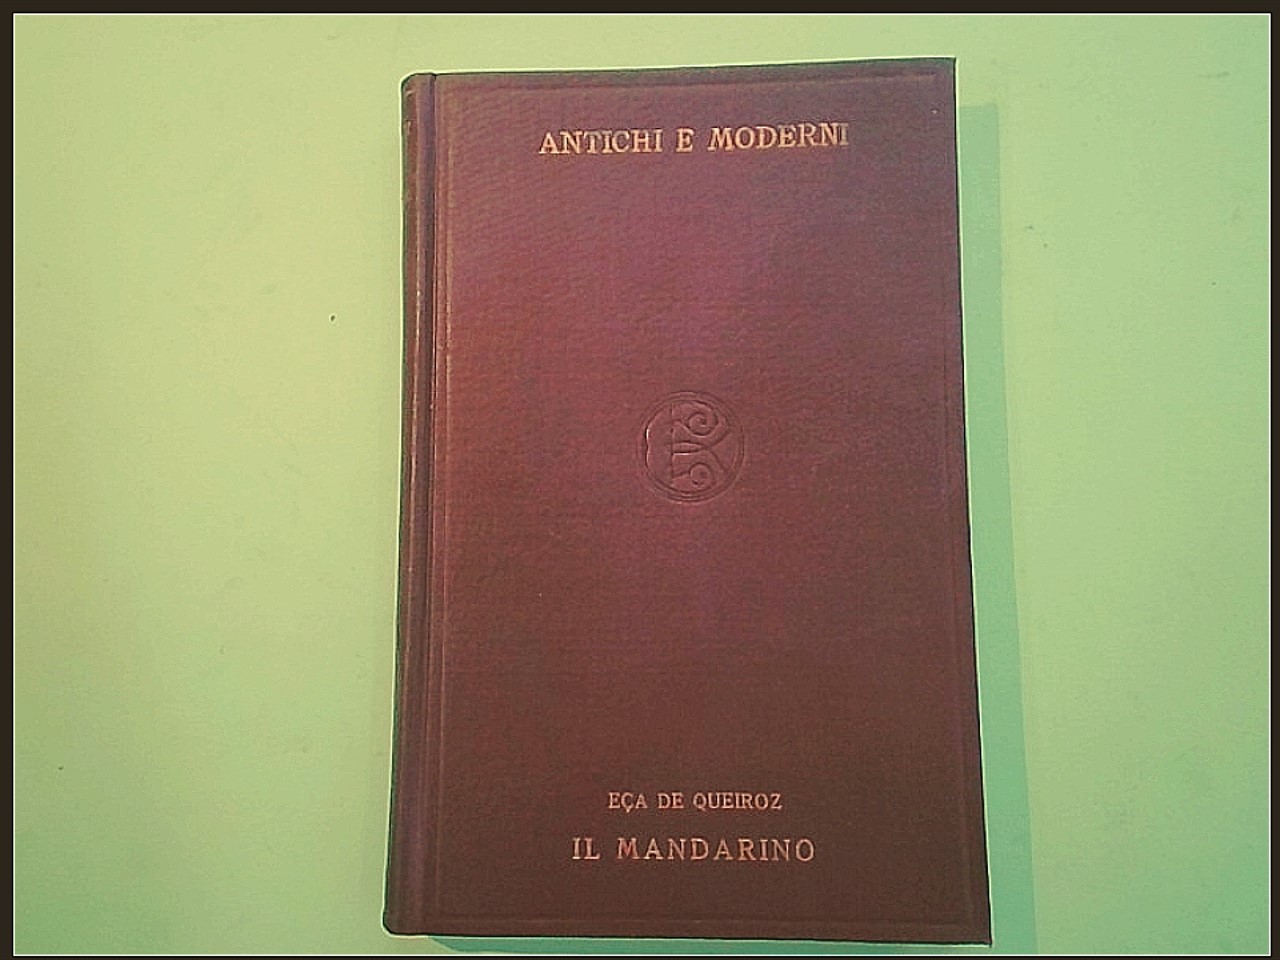 ANTICHI E MODERNI
EÇA DE QUEIROZ
IL MANDARINO